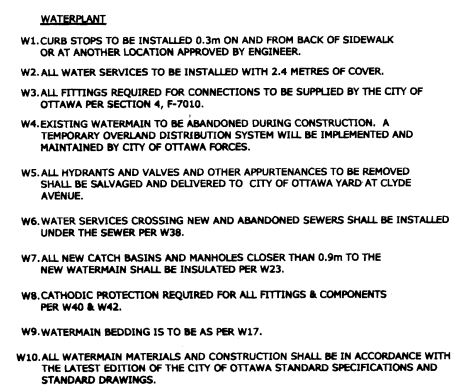 WATERPLANT
W1. CURB STOPS TO BE INSTALLED 0.3m ON AND FROM BACK OF SIDEWALK
OR AT ANOTHER LOCATION APPROVED BY ENGINEER.
W2. ALL WATER SERVICES TO BE INSTALLED WITH 2.4 METRES OF COVER.
W3. ALL FITTINGS REQUIRED FOR CONNECTIONS TO BE SUPPLIED BY THE CITY OF
OTTAWA PER SECTION 4, F-7010.
W4. EXISTING WATERMAIN TO BE ABANDONED DURING CONSTRUCTION. A
TEMPORARY OVERLAND DISTRIBUTION SYSTEM WILL BE IMPLEMENTED AND
MAINTAINED BY CITY OF OTTAWA FORCES.
W5. ALL HYDRANTS AND VALVES AND OTHER APPURTENANCES TO BE REMOVED
SHALL BE SALVAGED AND DELIVERED TO CITY OF OTTAWA YARD AT CLYDE
AVENUE.
W6. WATER SERVICES CROSSING NEW AND ABANDONED SEWERS SHALL BE INSTALLED
UNDER THE SEWER PER W38.
W7. ALL NEW CATCH BASINS AND MANHOLES CLOSER THAN 0.9m TO THE
NEW WATERMAIN SHALL BE INSULATED PER W23.
W8. CATHODIC PROTECTION REQUIRED FOR ALL FITTINGS & COMPONENTS
PER W40 & W42.
W9. WATERMAIN BEDDING IS TO BE AS PER W17.
W10. ALL WATERMAIN MATERIALS AND CONSTRUCTION SHALL BE IN ACCORDANCE WITH
THE LATEST EDITION OF THE CITY OF OTTAWA STANDARD SPECIFICATIONS AND
STANDARD DRAWINGS.